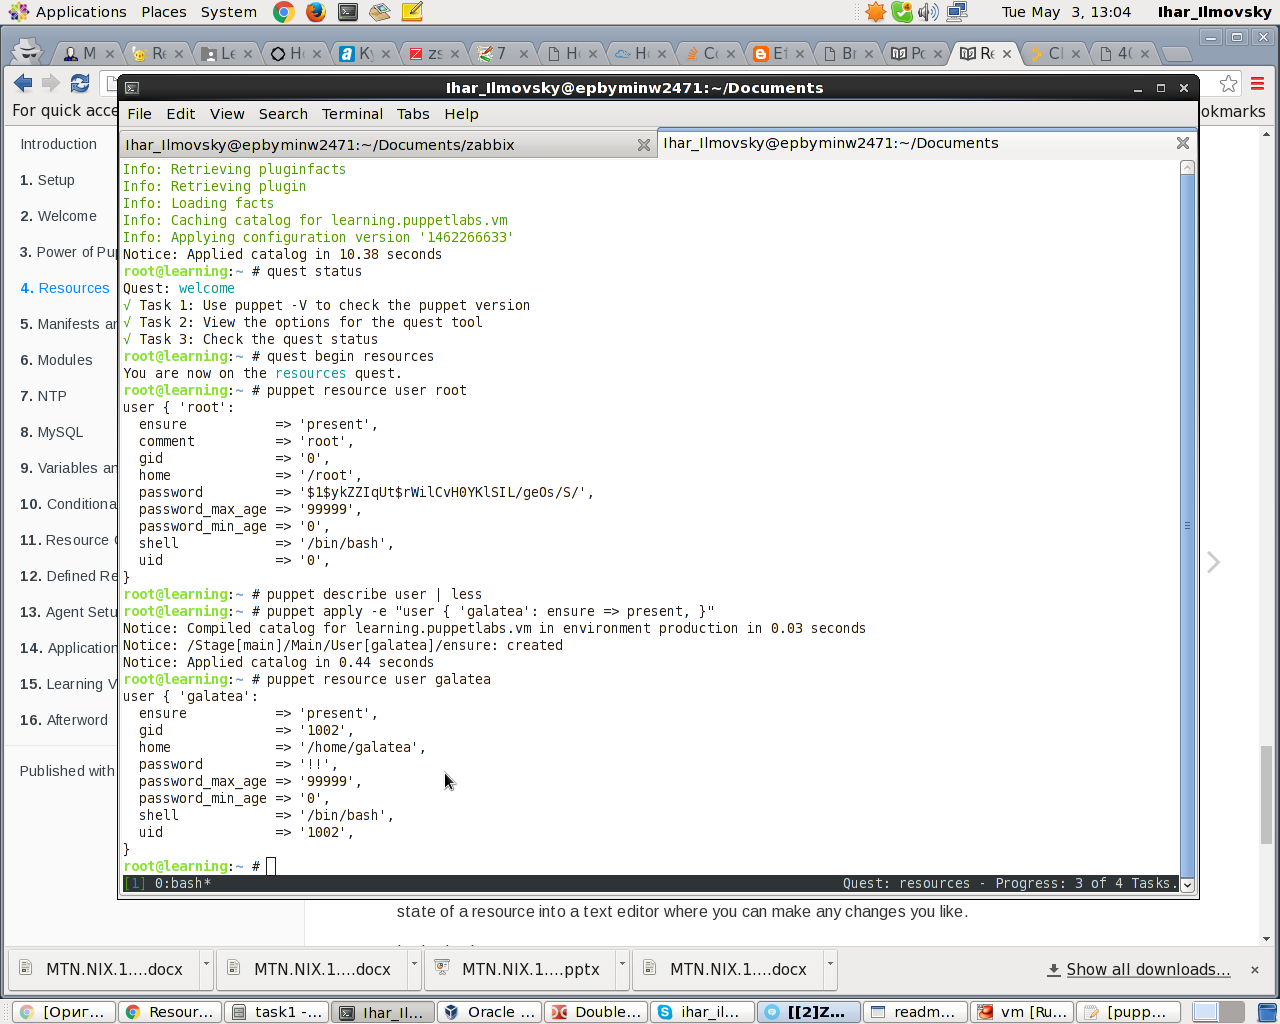 Applications Places System
Tue May 3, 13:04 Ihar_Ilmovsky
M Re Le Ho Ky zs 7 He Ho Co Ef Bi Po Re Cl 4(
For quick acce
okmarks
Ihar_Ilmovsky@epbyminw2471:~/Documents
File Edit View Search Terminal Tabs Help
Ihar_Ilmovsky@epbyminw2471:~/Documents/zabbix
Ihar_Ilmovsky@epbyminw2471:~/Documents
Introduction
1. Setup
2. Welcome
3. Power of Pup
4. Resources
5. Manifests an
6. Modules
7. NTP
8. MySQL
9. Variables an
10. Conditiona
11. Resource O
12. Defined Re
13. Agent Setu
14. Application
15. Learning V
16. Afterword
Published with
Info: Retrieving pluginfacts
Info: Retrieving plugin
Info: Loading facts
Info: Caching catalog for learning.puppetlabs.vm
Info: Applying configuration version '1462266633'
Notice: Applied catalog in 10.38 seconds
root@learning:~ # quest status
Quest: welcome
√ Task 1: Use puppet -V to check the puppet version
√ Task 2: View the options for the quest tool
√ Task 3: Check the quest status
root@learning:~ # quest begin resources
You are now on the resources quest.
root@learning:~ # puppet resource user root
user { 'root':
  ensure           => 'present',
  comment          => 'root',
  gid              => '0',
  home             => '/root',
  password         => '$1$ykZZIqUt$rWilCvH0YKlSIL/geOs/S/',
  password_max_age => '99999',
  password_min_age => '0',
  shell            => '/bin/bash',
  uid              => '0',
}
root@learning:~ # puppet describe user | less
root@learning:~ # puppet apply -e "user { 'galatea': ensure => present, }"
Notice: Compiled catalog for learning.puppetlabs.vm in environment production in 0.03 seconds
Notice: /Stage[main]/Main/User[galatea]/ensure: created
Notice: Applied catalog in 0.44 seconds
root@learning:~ # puppet resource user galatea
user { 'galatea':
  ensure           => 'present',
  gid              => '1002',
  home             => '/home/galatea',
  password         => '!!',
  password_max_age => '99999',
  password_min_age => '0',
  shell            => '/bin/bash',
  uid              => '1002',
}
root@learning:~ #
[1] 0:bash*
Quest: resources - Progress: 3 of 4 Tasks.
state of a resource into a text editor where you can make any changes you like.
MTN.NIX.1....docx MTN.NIX.1....docx MTN.NIX.1....pptx MTN.NIX.1....docx Show all downloads...
[Ориг... Resour... task1 -... Ihar_Il... Oracle ... Double... ihar_il... [[2]Z... readm... vm [Ru... [pupp...